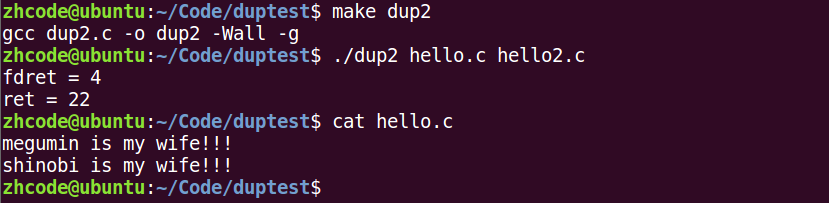 zhcode@ubuntu:~/Code/duptest$ make dup2
gcc dup2.c -o dup2 -Wall -g
zhcode@ubuntu:~/Code/duptest$ ./dup2 hello.c hello2.c
fdret = 4
ret = 22
zhcode@ubuntu:~/Code/duptest$ cat hello.c
megumin is my wife!!!
shinobi is my wife!!!
zhcode@ubuntu:~/Code/duptest$